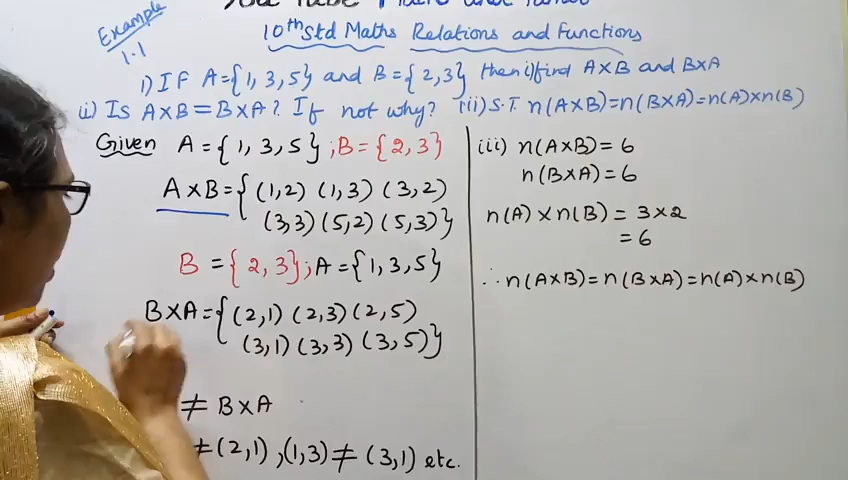 Example
1.1
10th Std Maths Relations and Functions
i) If A={1, 3, 5} and B={2,3} then i) find A×B and B×A
ii) Is A×B=B×A? If not why? iii) S.T n(A×B)=n(B×A)=n(A)×n(B)
Given A={1, 3, 5}; B={2,3}
A×B={(1,2) (1,3) (3,2)
(3,3) (5,2) (5,3)}
B ={2,3}; A={1,3,5}
B×A={(2,1) (2,3) (2,5)
(3,1) (3,3) (3,5)}
≠ B×A
≠(2,1) ,(1,3) ≠ (3,1) etc.
iii) n(A×B)= 6
n(B×A)= 6
n(A) ×n(B) = 3×2
= 6
∴ n(A×B)= n(B×A)=n(A)×n(B)